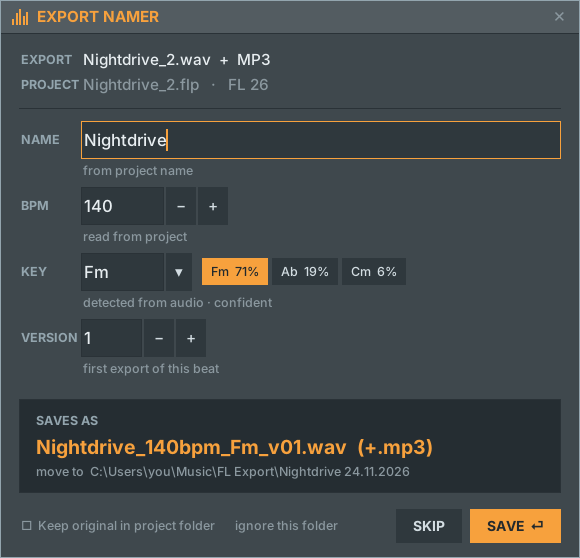 EXPORT NAMER ✕
EXPORT Nightdrive_2.wav + MP3
PROJECT Nightdrive_2.flp · FL 26
NAME Nightdrive
from project name
BPM 140 − +
read from project
KEY Fm ▼ Fm 71% Ab 19% Cm 6%
detected from audio · confident
VERSION 1 − +
first export of this beat
SAVES AS
Nightdrive_140bpm_Fm_v01.wav (+.mp3)
move to C:\Users\you\Music\FL Export\Nightdrive 24.11.2026
☐ Keep original in project folder ignore this folder SKIP SAVE ⏎